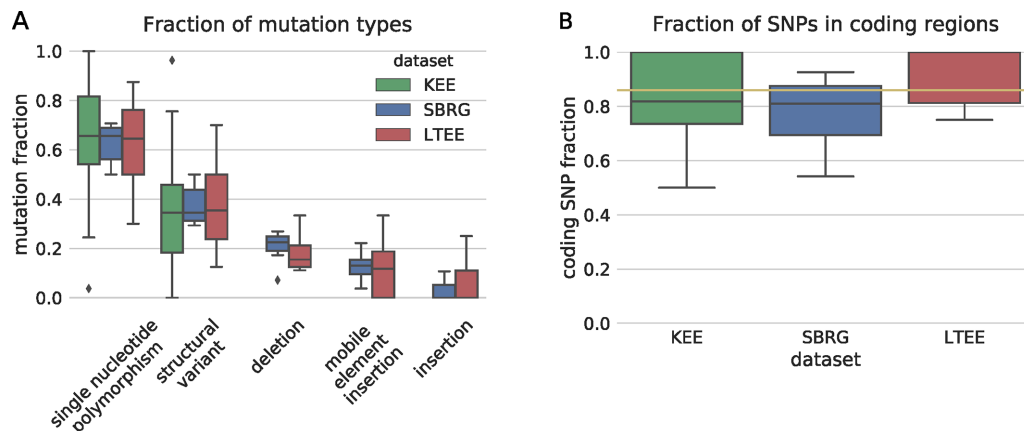 A
Fraction of mutation types
mutation fraction
1.0
0.8
0.6
0.4
0.2
0.0
dataset
KEE
SBRG
LTEE
single nucleotide
polymorphism
structural
variant
deletion
mobile
element
insertion
insertion
B
Fraction of SNPs in coding regions
coding SNP fraction
1.0
0.8
0.6
0.4
0.2
0.0
KEE
SBRG
LTEE
dataset